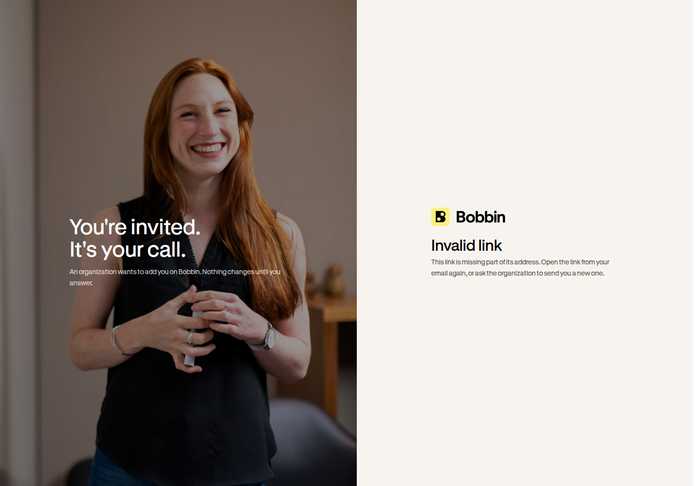 You're invited.
It's your call.
An organization wants to add you on Bobbin. Nothing changes until you
answer.
Bobbin
Invalid link
This link is missing part of its address. Open the link from your
email again, or ask the organization to send you a new one.